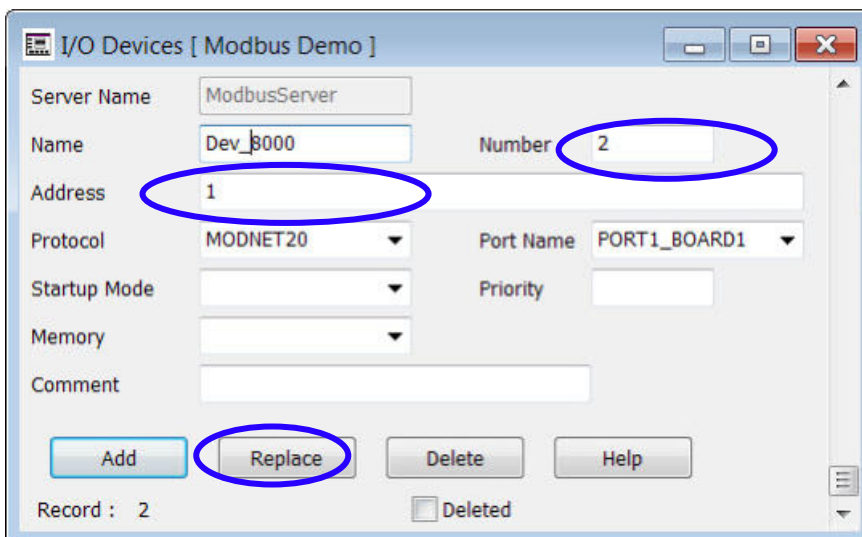 I/O Devices [ Modbus Demo ]
Server Name ModbusServer
Name Dev_8000 Number 2
Address 1
Protocol MODNET20 Port Name PORT1_BOARD1
Startup Mode Priority
Memory
Comment
Add Replace Delete Help
Record : 2 Deleted